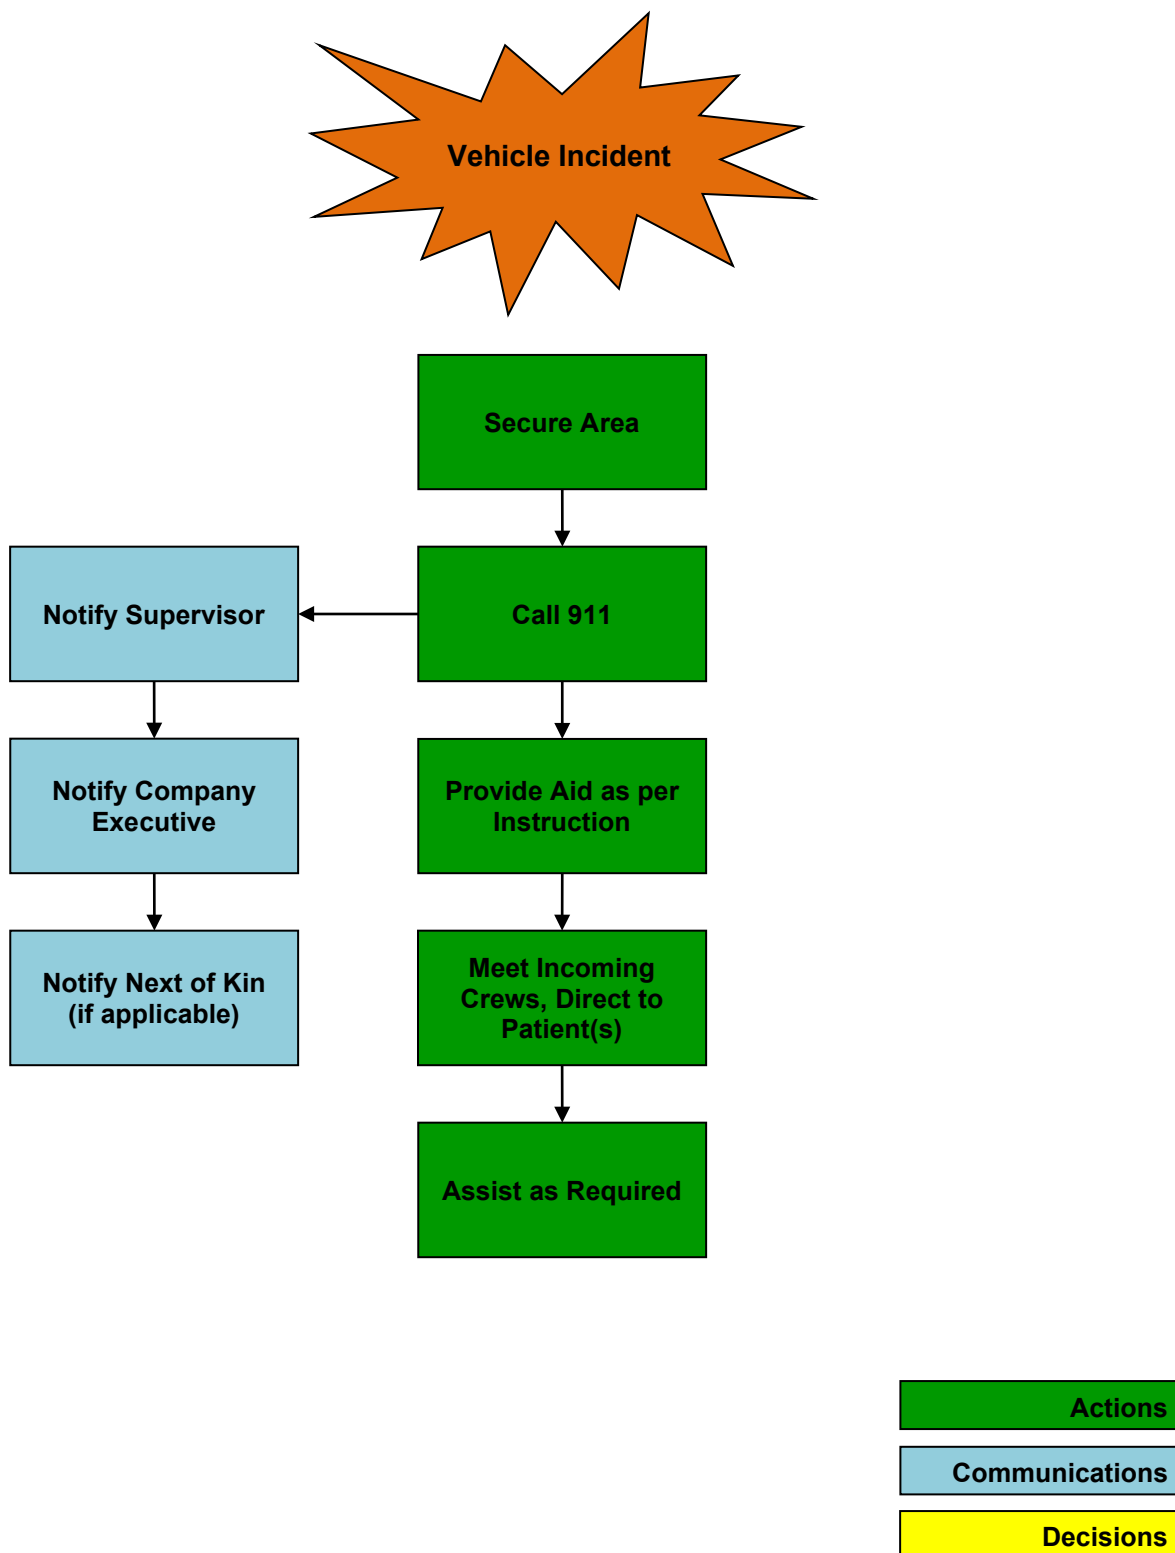 Vehicle Incident
Secure Area
Notify Supervisor
Call 911
Notify Company
Executive
Provide Aid as per
Instruction
Notify Next of Kin
(if applicable)
Meet Incoming
Crews, Direct to
Patient(s)
Assist as Required
Actions
Communications
Decisions